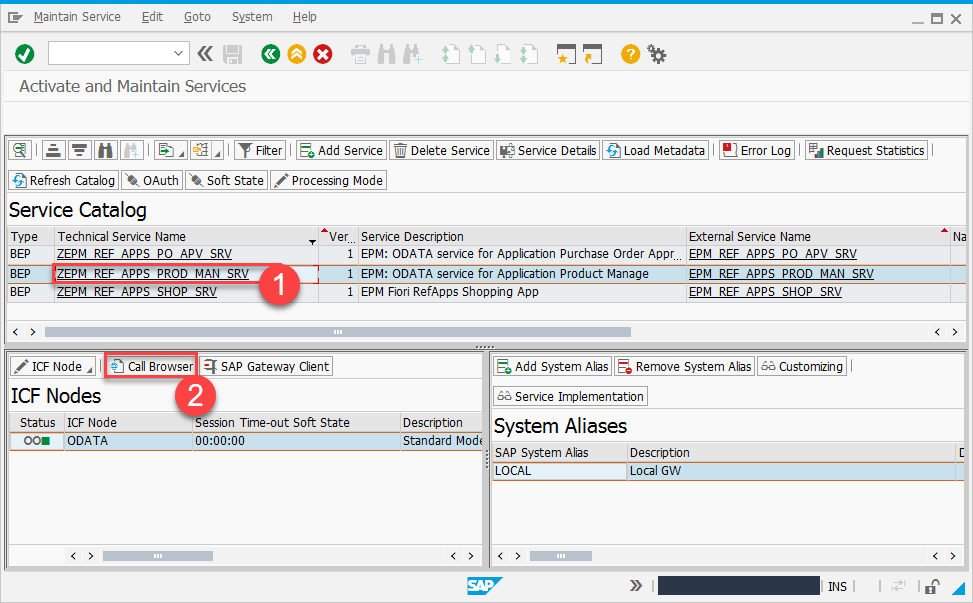 Maintain Service Edit Goto System Help
Activate and Maintain Services
Filter Add Service Delete Service Service Details Load Metadata Error Log Request Statistics
Refresh Catalog OAuth Soft State Processing Mode
Service Catalog
Type Technical Service Name Ver... Service Description External Service Name Na
BEP ZEPM_REF_APPS_PO_APV_SRV 1 EPM: ODATA service for Application Purchase Order Appr... EPM_REF_APPS_PO_APV_SRV
BEP ZEPM_REF_APPS_PROD_MAN_SRV 1 EPM: ODATA service for Application Product Manage EPM_REF_APPS_PROD_MAN_SRV
1
BEP ZEPM_REF_APPS_SHOP_SRV 1 EPM Fiori RefApps Shopping App EPM_REF_APPS_SHOP_SRV
ICF Node Call Browser SAP Gateway Client
2
ICF Nodes
Status ICF Node Session Time-out Soft State Description
ODATA 00:00:00 Standard Mode
Add System Alias Remove System Alias Customizing
Service Implementation
System Aliases
SAP System Alias Description D
LOCAL Local GW
SAP INS